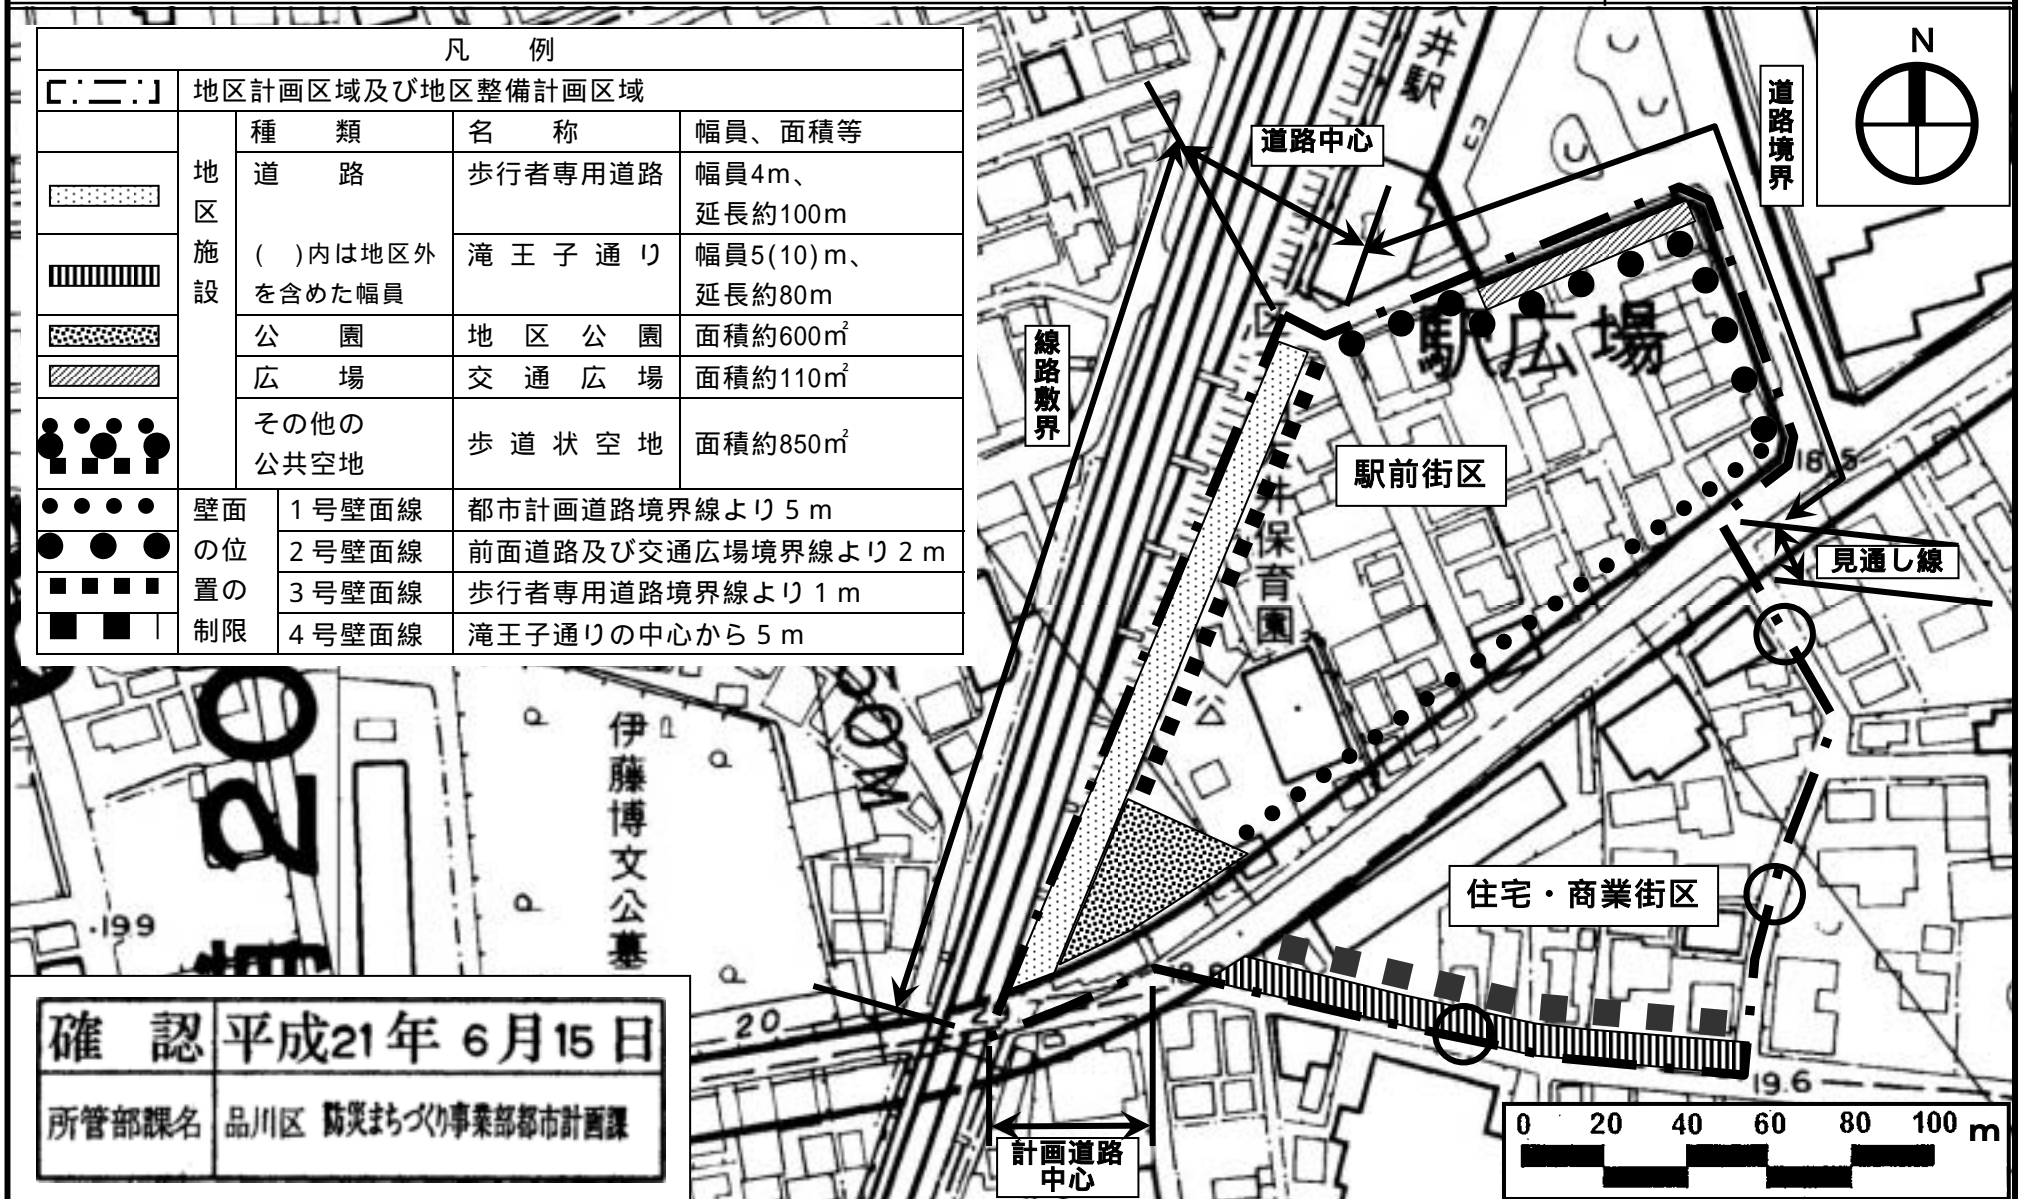 凡 例
地区計画区域及び地区整備計画区域
地区施設
種 類 名 称 幅員、面積等
道 路 歩行者専用道路 幅員4m、
延長約100m
( )内は地区外
を含めた幅員
滝王子通り 幅員5(10)m、
延長約80m
公 園 地区公園 面積約600㎡
広 場 交通広場 面積約110㎡
その他の
公共空地
歩道状空地 面積約850㎡
壁面
の位
置の
制限
1号壁面線 都市計画道路境界線より5m
2号壁面線 前面道路及び交通広場境界線より2m
3号壁面線 歩行者専用道路境界線より1m
4号壁面線 滝王子通りの中心から5m
N
道路境界
井駅
道路中心
駅広場
線路敷界
駅前街区
井保育園
18.5
見通し線
伊藤博文公墓
20
199
住宅・商業街区
20
19.6
計画道路
中心
確認 平成21年6月15日
所管部課名 品川区 防災まちづくり事業部都市計画課
0 20 40 60 80 100 m